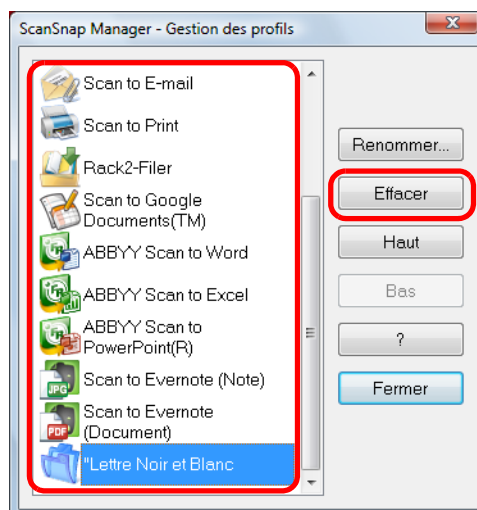 ScanSnap Manager - Gestion des profils
Scan to E-mail
Scan to Print
Rack2-Filer
Scan to Google
Documents(TM)
ABBYY Scan to Word
ABBYY Scan to Excel
ABBYY Scan to
PowerPoint(R)
JPG
Scan to Evernote (Note)
Scan to Evernote
PDF
(Document)
"Lettre Noir et Blanc
Renommer...
Effacer
Haut
Bas
?
Fermer